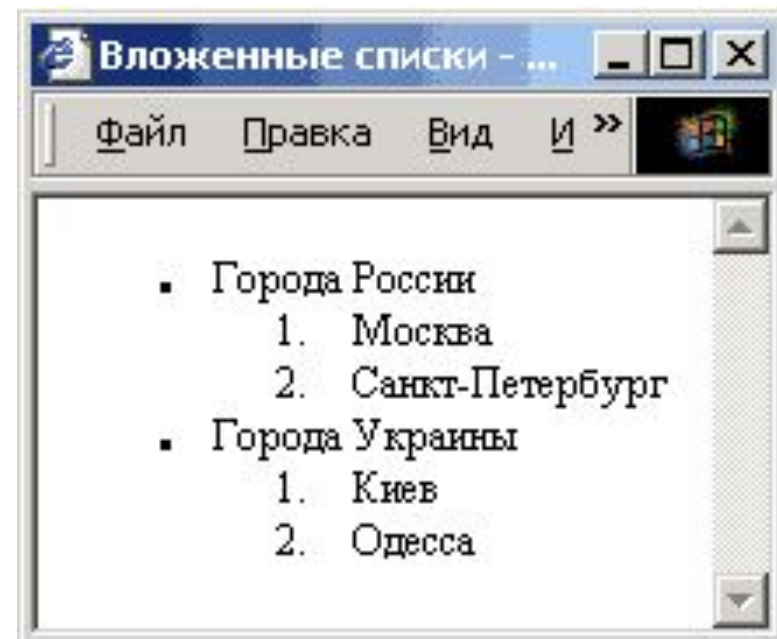 Вложенные списки - ...
Файл Правка Вид И »
▪ Города России
1. Москва
2. Санкт-Петербург
▪ Города Украины
1. Киев
2. Одесса